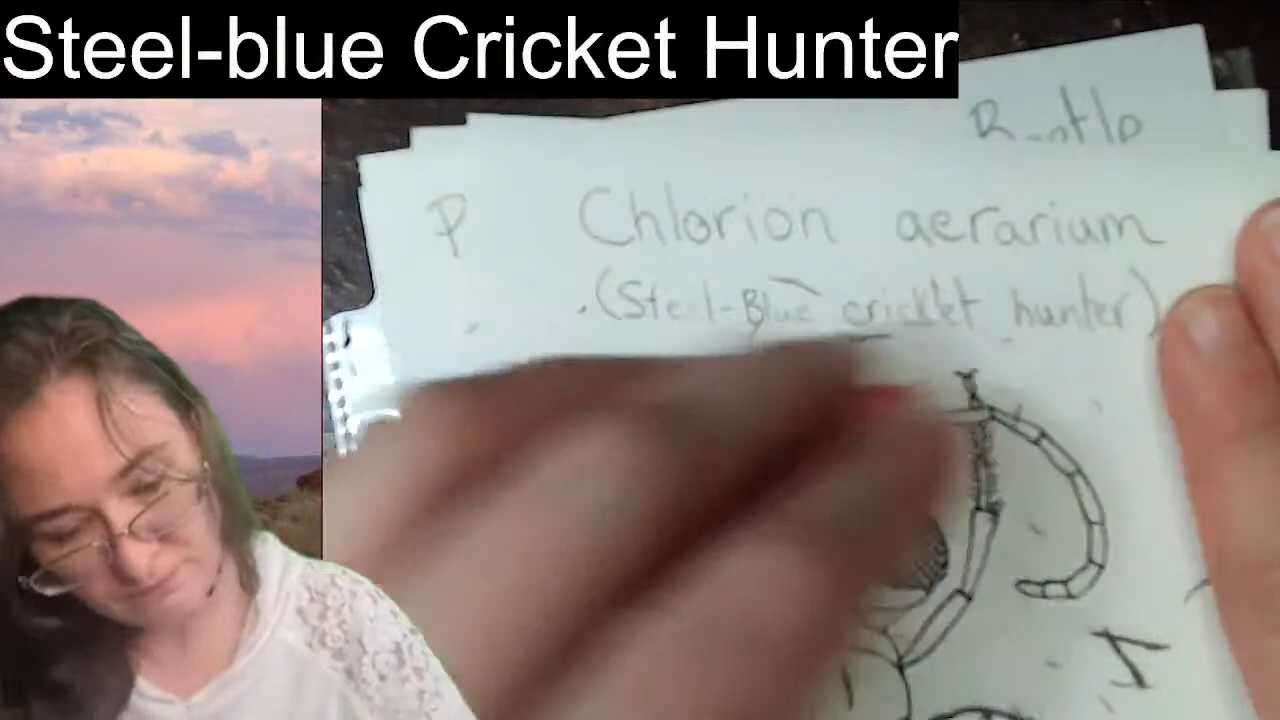 Steel-blue Cricket Hunter
P Chlorion aerarium
(Steel-Blue cricket hunter)